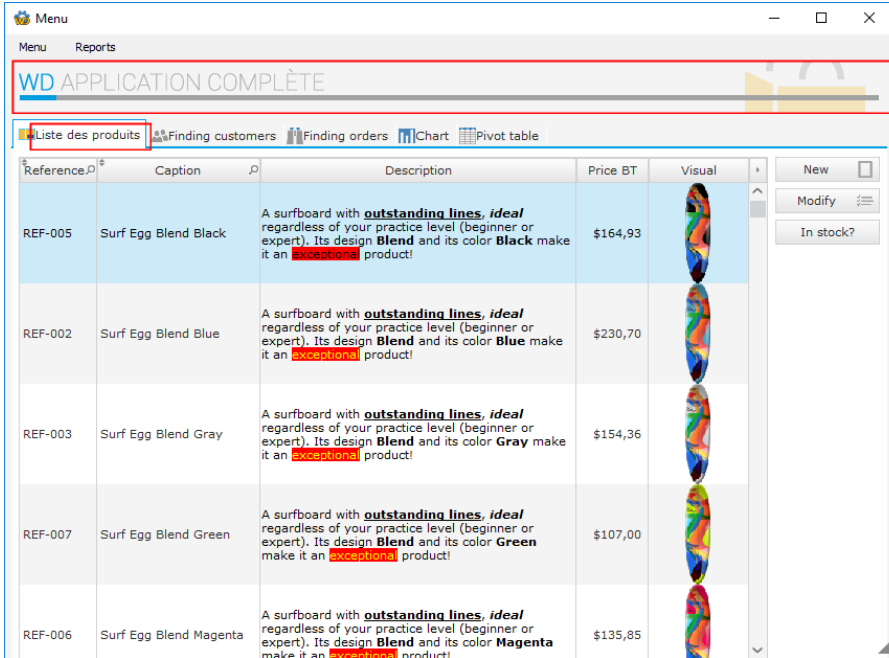 Menu
Menu Reports
WD APPLICATION COMPLÈTE
Liste des produits Finding customers Finding orders Chart Pivot table
Reference Caption Description Price BT Visual
New
Modify
In stock?
REF-005 Surf Egg Blend Black
A surfboard with outstanding lines, ideal
regardless of your practice level (beginner or
expert). Its design Blend and its color Black make
it an exceptional product!
$164,93
REF-002 Surf Egg Blend Blue
A surfboard with outstanding lines, ideal
regardless of your practice level (beginner or
expert). Its design Blend and its color Blue make
it an exceptional product!
$230,70
REF-003 Surf Egg Blend Gray
A surfboard with outstanding lines, ideal
regardless of your practice level (beginner or
expert). Its design Blend and its color Gray make
it an exceptional product!
$154,36
REF-007 Surf Egg Blend Green
A surfboard with outstanding lines, ideal
regardless of your practice level (beginner or
expert). Its design Blend and its color Green
make it an exceptional product!
$107,00
REF-006 Surf Egg Blend Magenta
A surfboard with outstanding lines, ideal
regardless of your practice level (beginner or
expert). Its design Blend and its color Magenta
make it an exceptional product!
$135,85